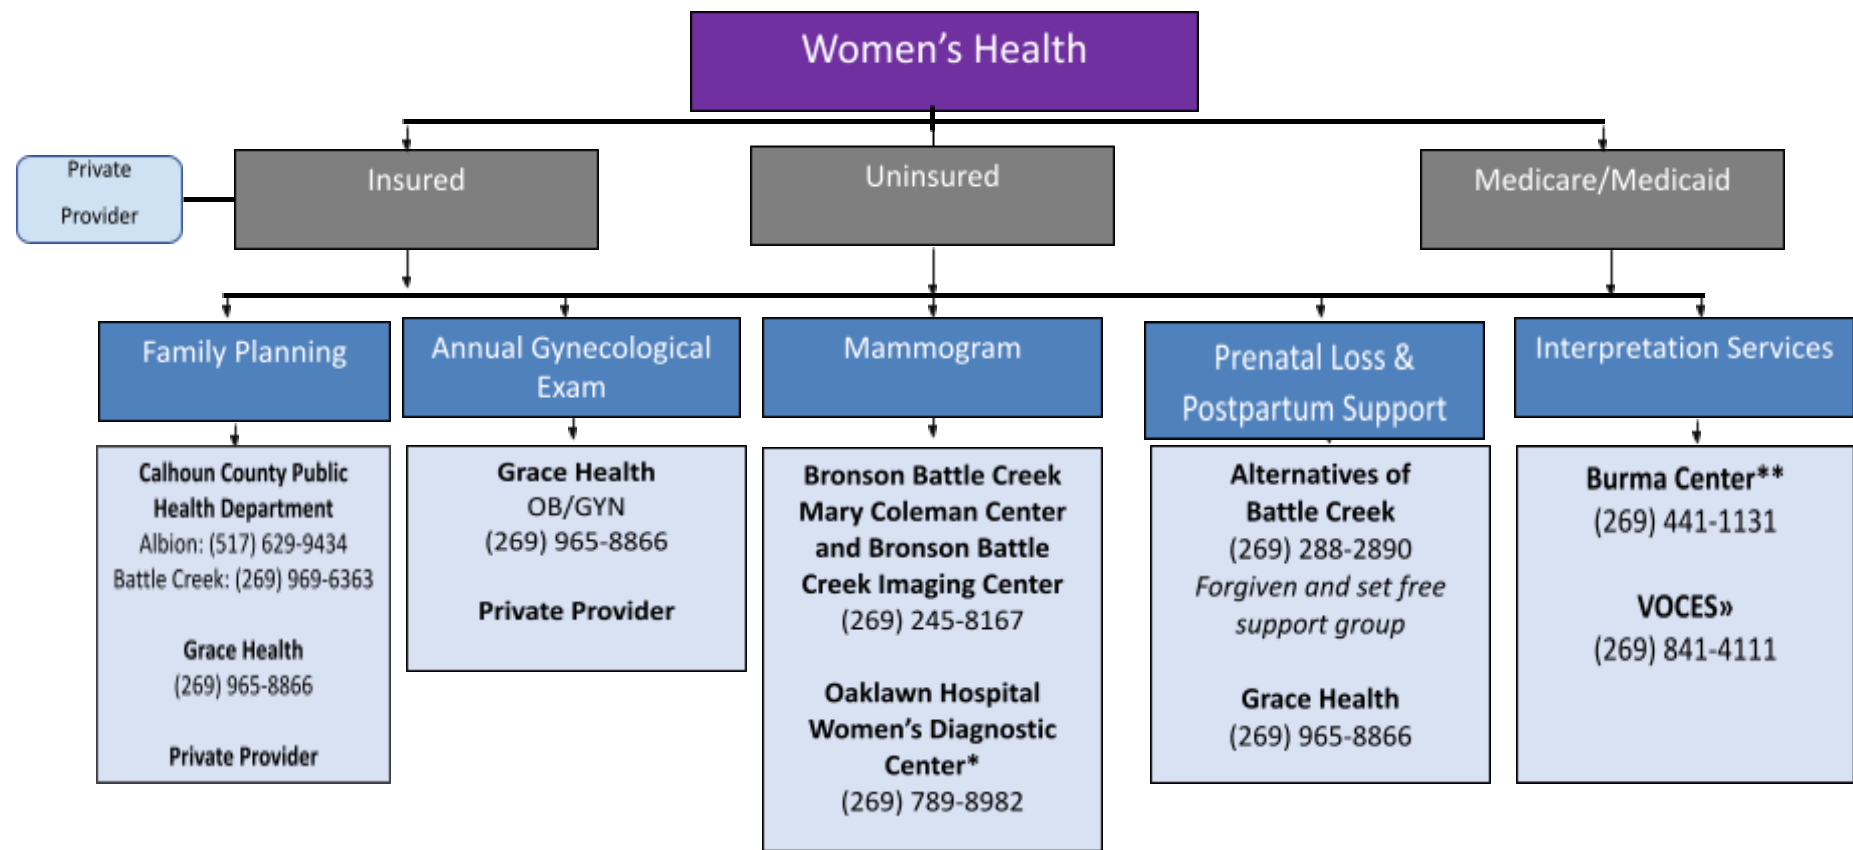 Women’s Health
Private
Provider
Insured
Uninsured
Medicare/Medicaid
Family Planning
Annual Gynecological
Exam
Mammogram
Prenatal Loss &
Postpartum Support
Interpretation Services
Calhoun County Public
Health Department
Albion: (517) 629-9434
Battle Creek: (269) 969-6363
Grace Health
(269) 965-8866
Private Provider
Grace Health
OB/GYN
(269) 965-8866
Private Provider
Bronson Battle Creek
Mary Coleman Center
and Bronson Battle
Creek Imaging Center
(269) 245-8167
Oaklawn Hospital
Women’s Diagnostic
Center*
(269) 789-8982
Alternatives of
Battle Creek
(269) 288-2890
Forgiven and set free
support group
Grace Health
(269) 965-8866
Burma Center**
(269) 441-1131
VOCES»
(269) 841-4111